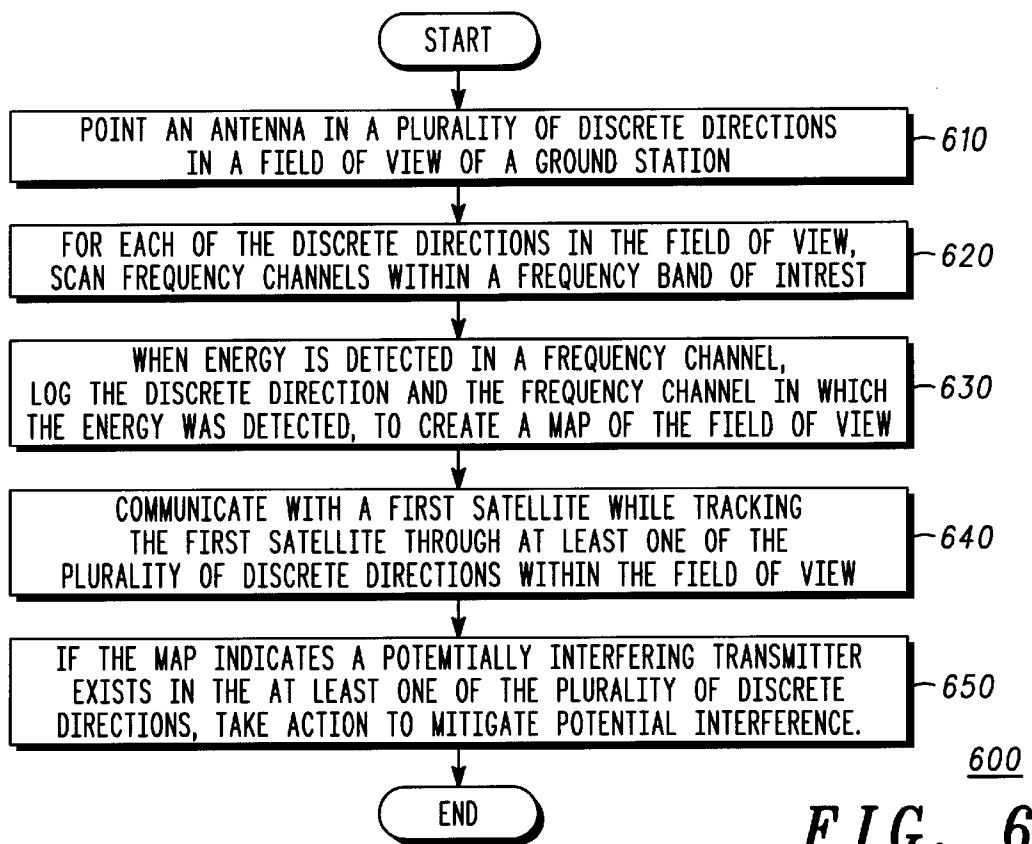 START
POINT AN ANTENNA IN A PLURALITY OF DISCRETE DIRECTIONS
IN A FIELD OF VIEW OF A GROUND STATION
610
FOR EACH OF THE DISCRETE DIRECTIONS IN THE FIELD OF VIEW,
SCAN FREQUENCY CHANNELS WITHIN A FREQUENCY BAND OF INTREST
620
WHEN ENERGY IS DETECTED IN A FREQUENCY CHANNEL,
LOG THE DISCRETE DIRECTION AND THE FREQUENCY CHANNEL IN WHICH
THE ENERGY WAS DETECTED, TO CREATE A MAP OF THE FIELD OF VIEW
630
COMMUNICATE WITH A FIRST SATELLITE WHILE TRACKING
THE FIRST SATELLITE THROUGH AT LEAST ONE OF THE
PLURALITY OF DISCRETE DIRECTIONS WITHIN THE FIELD OF VIEW
640
IF THE MAP INDICATES A POTEMTIALLY INTERFERING TRANSMITTER
EXISTS IN THE AT LEAST ONE OF THE PLURALITY OF DISCRETE
DIRECTIONS, TAKE ACTION TO MITIGATE POTENTIAL INTERFERENCE.
650
END
600
FIG. 6